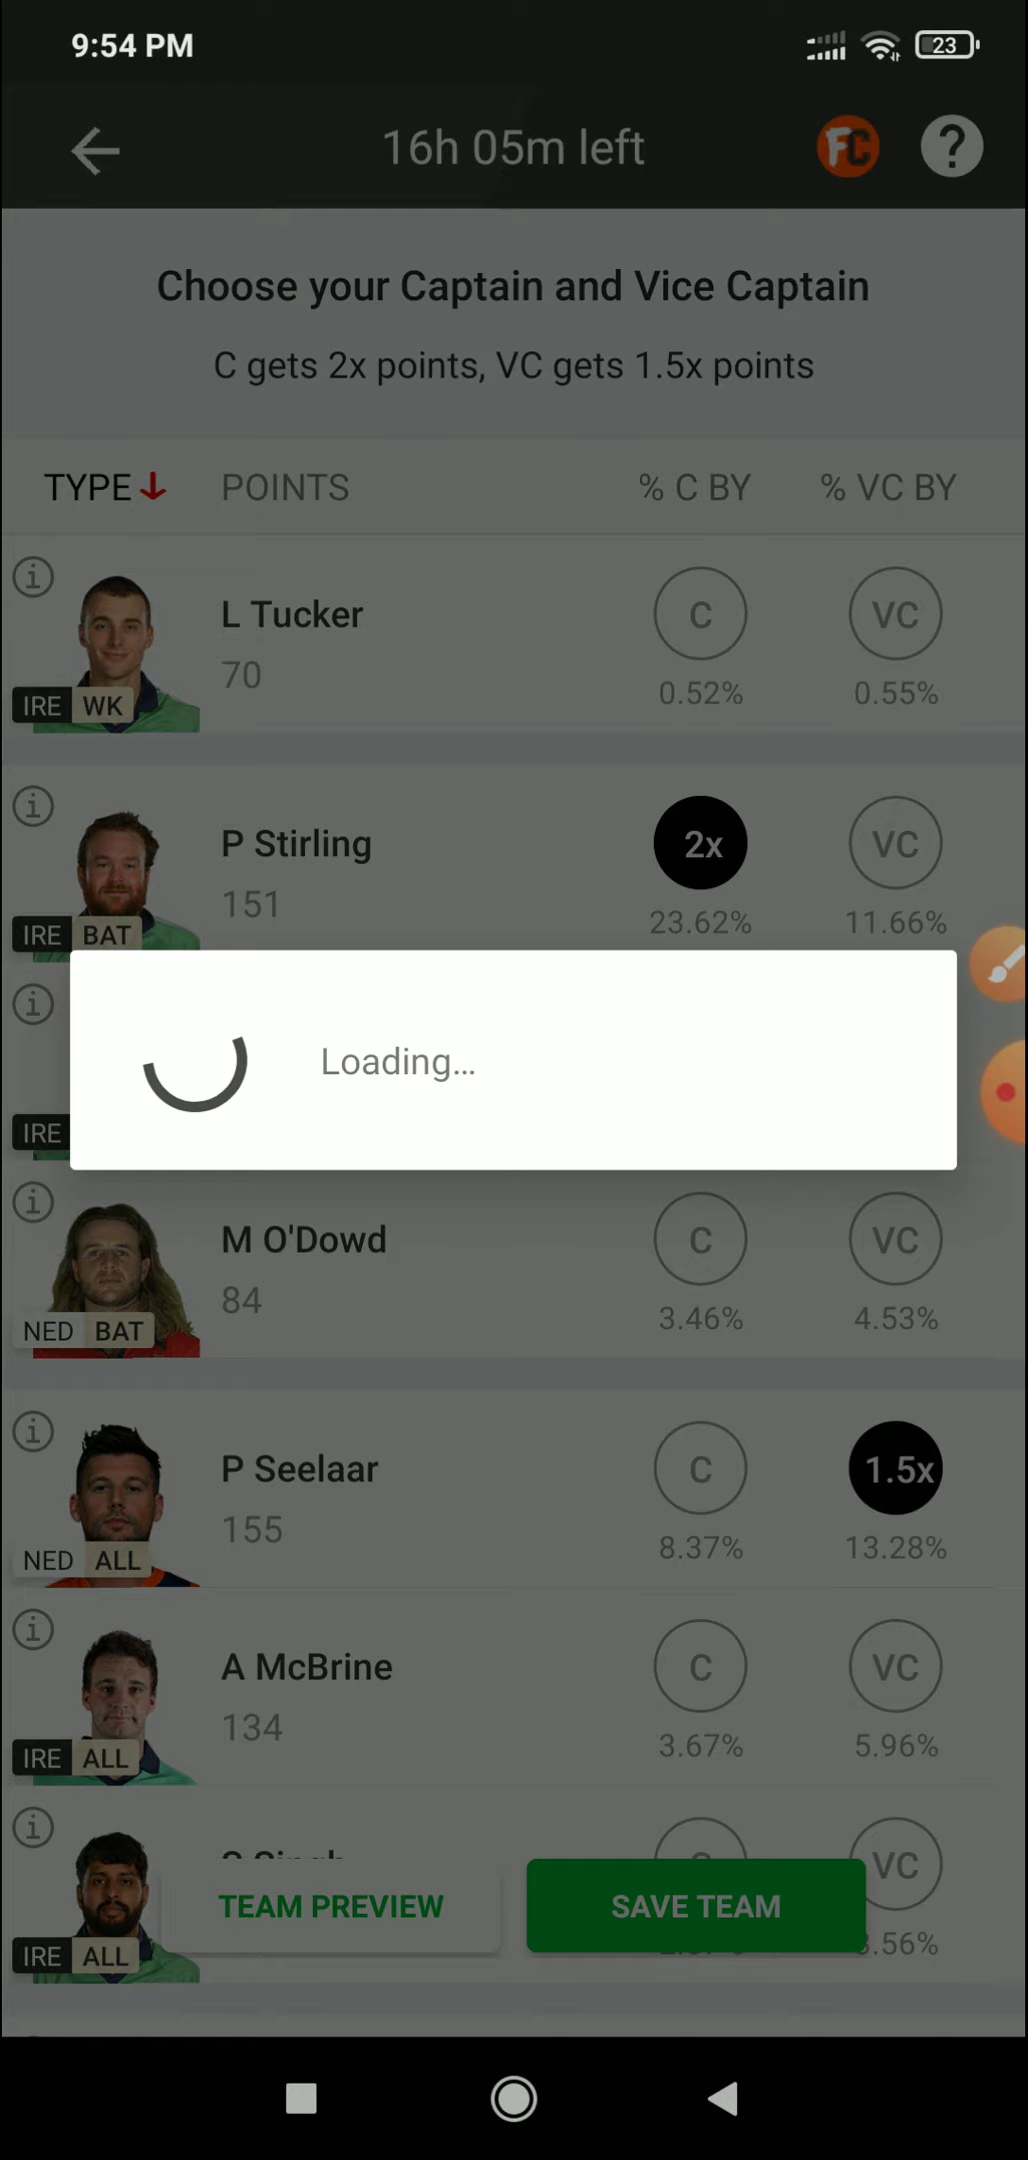 9:54 PM
23
16h 05m left
FC
?
Choose your Captain and Vice Captain
C gets 2x points, VC gets 1.5x points
TYPE POINTS % C BY % VC BY
L Tucker
C
VC
70
0.52%
0.55%
IRE WK
P Stirling
2x
VC
151
23.62%
11.66%
IRE BAT
Loading...
IRE
M O'Dowd
C
VC
84
3.46%
4.53%
NED BAT
P Seelaar
C
1.5x
155
8.37%
13.28%
NED ALL
A McBrine
C
VC
134
3.67%
5.96%
IRE ALL
VC
TEAM PREVIEW
SAVE TEAM
.56%
IRE ALL